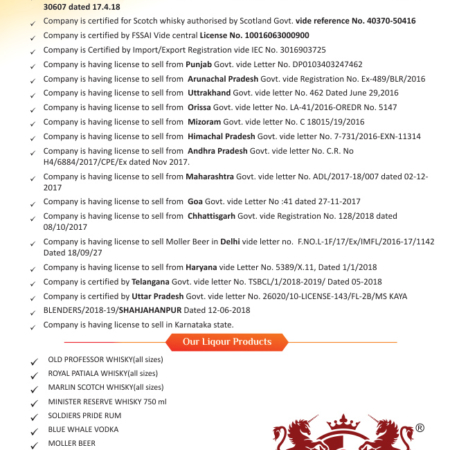 30607 dated 17.4.18
Company is certified for Scotch whisky authorised by Scotland Govt. vide reference No. 40370-50416
Company is certified by FSSAI Vide central License No. 10016063000900
Company is Certified by Import/Export Registration vide IEC No. 3016903725
Company is having license to sell from Punjab Govt. vide Letter No. DP0103403247462
Company is having license to sell from Arunachal Pradesh Govt. vide Registration No. Ex-489/BLR/2016
Company is having license to sell from Uttrakhand Govt. vide letter No. 462 Dated June 29,2016
Company is having license to sell from Orissa Govt. vide letter No. LA-41/2016-OREDR No. 5147
Company is having license to sell from Mizoram Govt. vide letter No. C 18015/19/2016
Company is having license to sell from Himachal Pradesh Govt. vide letter No. 7-731/2016-EXN-11314
Company is having license to sell from Andhra Pradesh Govt. vide letter No. C.R. No
H4/6884/2017/CPE/Ex dated Nov 2017.
Company is having license to sell from Maharashtra Govt. vide letter No. ADL/2017-18/007 dated 02-12-
2017
Company is having license to sell from Goa Govt. vide Letter No :41 dated 27-11-2017
Company is having license to sell from Chhattisgarh Govt. vide Registration No. 128/2018 dated
08/10/2017
Company is having license to sell Moller Beer in Delhi vide letter no. F.NO.L-1F/17/Ex/IMFL/2016-17/1142
Dated 18/09/27
Company is having license to sell from Haryana vide Letter No. 5389/X.11, Dated 1/1/2018
Company is certified by Telangana Govt. vide letter No. TSBCL/1/2018-2019/ Dated 05-2018
Company is certified by Uttar Pradesh Govt. vide letter No. 26020/10-LICENSE-143/FL-2B/MS KAYA
BLENDERS/2018-19/SHAHJAHANPUR Dated 12-06-2018
Company is having license to sell in Karnataka state.
Our Liqour Products
OLD PROFESSOR WHISKY(all sizes)
ROYAL PATIALA WHISKY(all sizes)
MARLIN SCOTCH WHISKY(all sizes)
MINISTER RESERVE WHISKY 750 ml
SOLDIERS PRIDE RUM
BLUE WHALE VODKA
MOLLER BEER
®